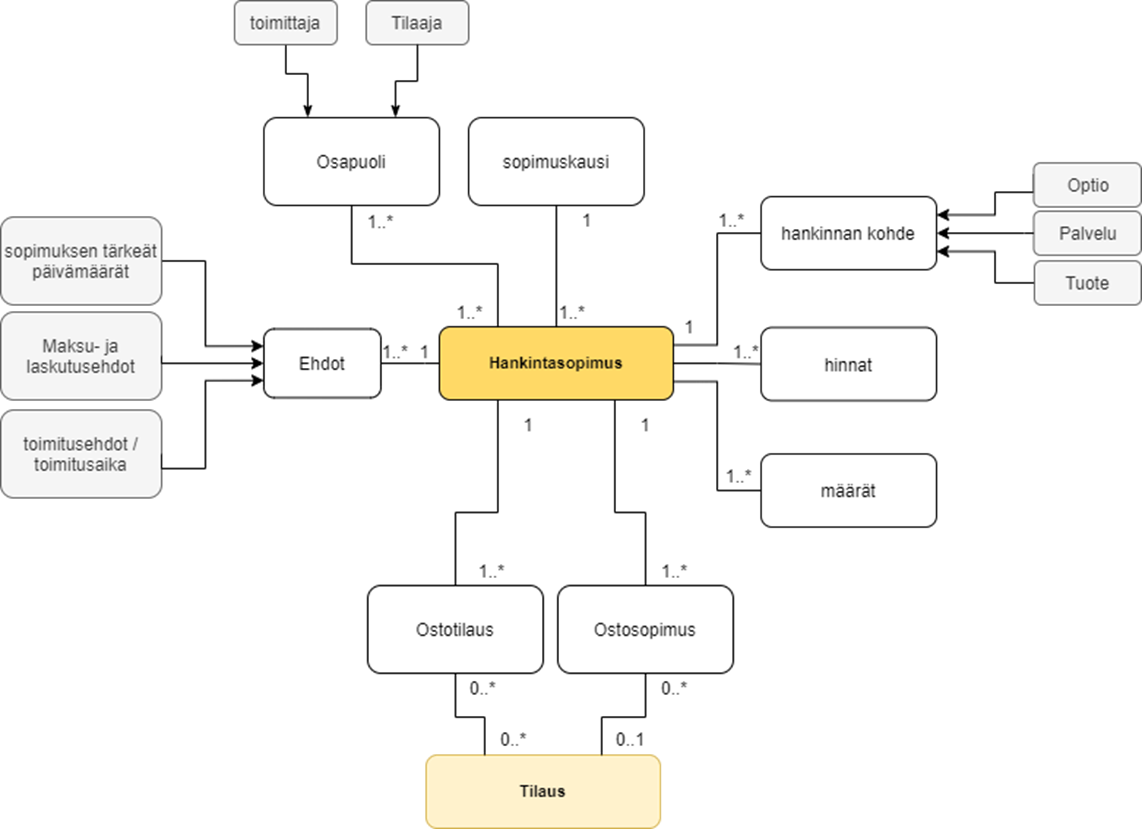 toimittaja
Tilaaja
Osapuoli
sopimuskausi
1..*
1
1..*
1..*
sopimuksen tärkeät
päivämäärät
Maksu- ja
laskutusehdot
toimitusehdot /
toimitusaika
Ehdot
1..*
1
Hankintasopimus
1
1..*
hankinnan kohde
Optio
Palvelu
Tuote
1..*
hinnat
1..*
määrät
1
1
1..*
1..*
Ostotilaus
Ostosopimus
0..*
0..*
0..*
0..1
Tilaus